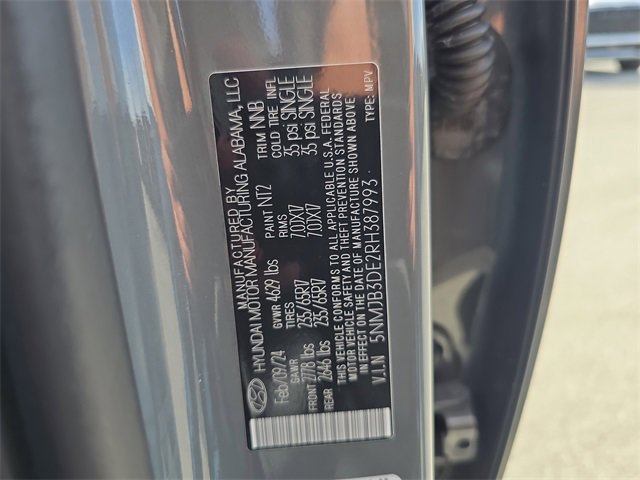 MANUFACTURED BY
HYUNDAI MOTOR MANUFACTURING ALABAMA, LLC
Feb/09/24 GVWR 4629 lbs PAINT NT2 TRIM NNB
GAWR TIRES RIMS COLD TIRE INFL
FRONT 2778 lbs 235/65R17 7.0JX17 35 psi SINGLE
REAR 2646 lbs 235/65R17 7.0JX17 35 psi SINGLE
THIS VEHICLE CONFORMS TO ALL APPLICABLE U.S.A. FEDERAL
MOTOR VEHICLE SAFETY AND THEFT PREVENTION STANDARDS
IN EFFECT ON THE DATE OF MANUFACTURE SHOWN ABOVE.
V.I.N 5NMJB3DE2RH387993 TYPE: MPV